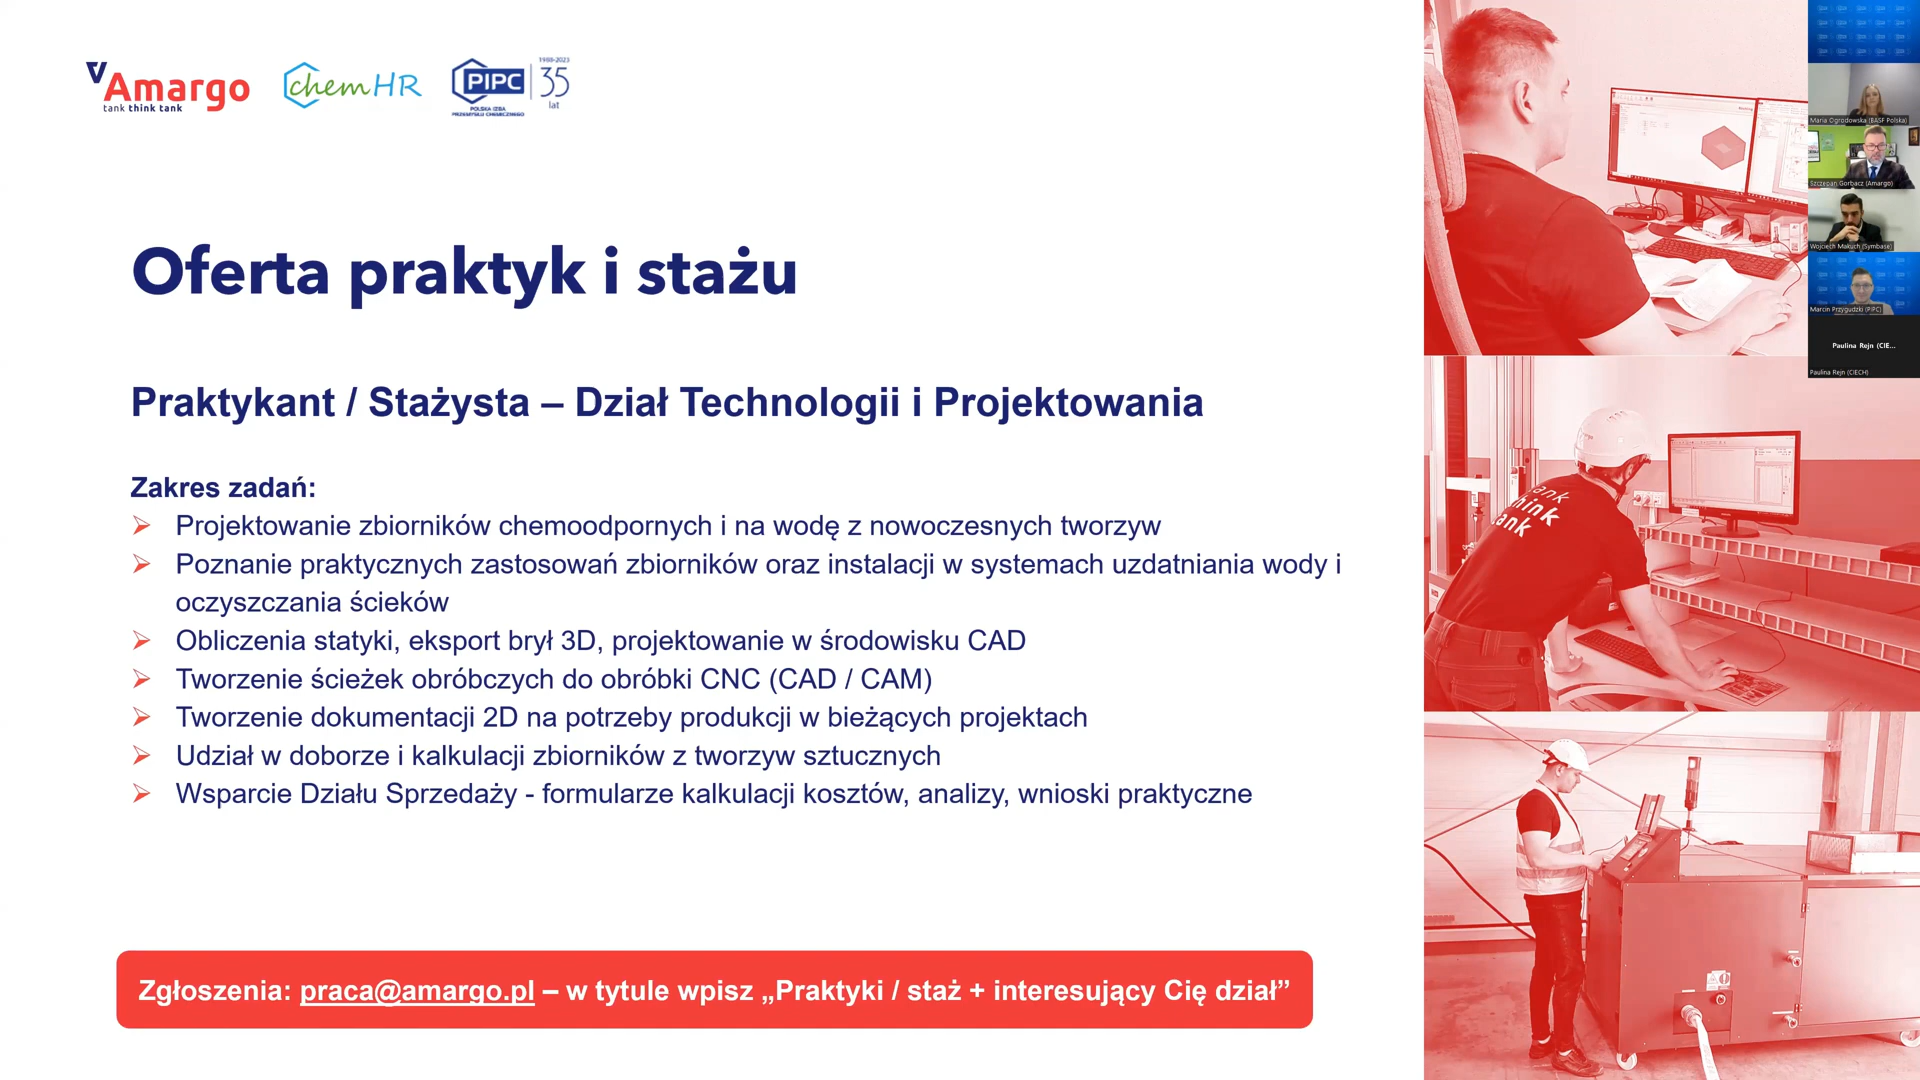 Amargo
tank think tank
chemHR
PIPC
POLSKA IZBA
PRZEMYSŁU CHEMICZNEGO
1988-2023
35
lat
Oferta praktyk i stażu
Praktykant / Stażysta – Dział Technologii i Projektowania
Zakres zadań:
Projektowanie zbiorników chemoodpornych i na wodę z nowoczesnych tworzyw
Poznanie praktycznych zastosowań zbiorników oraz instalacji w systemach uzdatniania wody i
oczyszczania ścieków
Obliczenia statyki, eksport brył 3D, projektowanie w środowisku CAD
Tworzenie ścieżek obróbczych do obróbki CNC (CAD / CAM)
Tworzenie dokumentacji 2D na potrzeby produkcji w bieżących projektach
Udział w doborze i kalkulacji zbiorników z tworzyw sztucznych
Wsparcie Działu Sprzedaży - formularze kalkulacji kosztów, analizy, wnioski praktyczne
Zgłoszenia: praca@amargo.pl – w tytule wpisz „Praktyki / staż + interesujący Cię dział”
tank
think
tank
Maria Ogrodowska (BASF Polska)
Szczepan Gorbacz (Amargo)
Wojciech Makuch (Symbase)
Marcin Przygudzki (PIPC)
Paulina Rejn (CIE...
Paulina Rejn (CIECH)